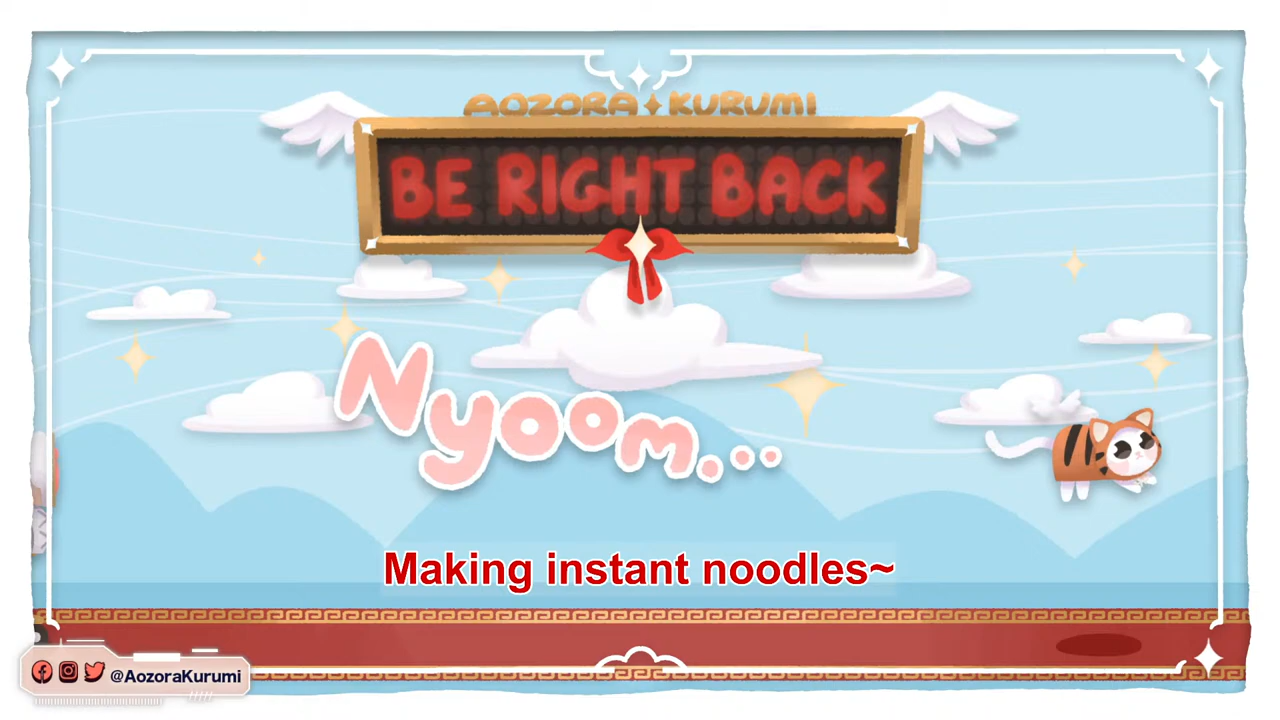 AOZORA KURUMI
BE RIGHT BACK
Nyoom...
Making instant noodles~
@AozoraKurumi